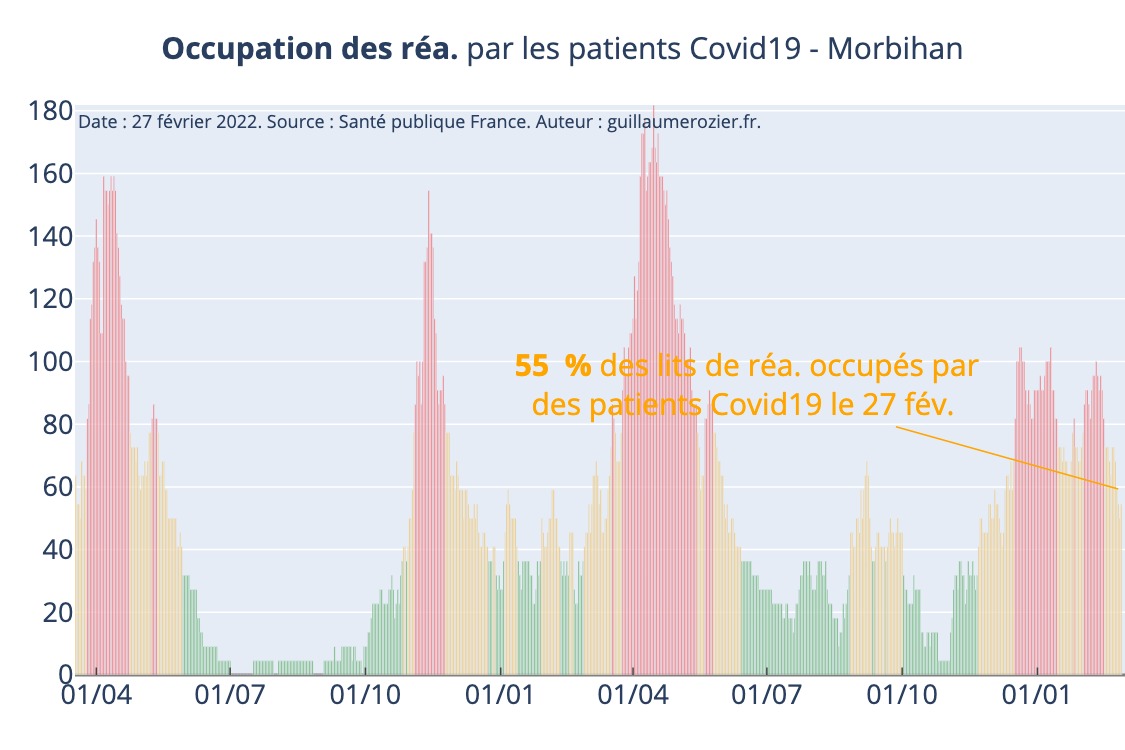 Occupation des réa. par les patients Covid19 - Morbihan
180
Date : 27 février 2022. Source : Santé publique France. Auteur : guillaumerozier.fr.
160
140
120
100
55 % des lits de réa. occupés par
des patients Covid19 le 27 fév.
80
60
40
20
0
01/04 01/07 01/10 01/01 01/04 01/07 01/10 01/01